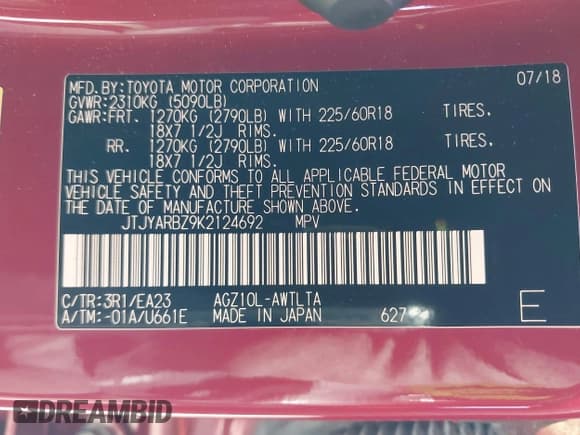 MFD.BY:TOYOTA MOTOR CORPORATION 07/18
GVWR:2310KG (5090LB)
GAWR:FRT. 1270KG (2790LB) WITH 225/60R18 TIRES.
18X7 1/2J RIMS.
RR. 1270KG (2790LB) WITH 225/60R18 TIRES.
18X7 1/2J RIMS.
THIS VEHICLE CONFORMS TO ALL APPLICABLE FEDERAL MOTOR
VEHICLE SAFETY AND THEFT PREVENTION STANDARDS IN EFFECT ON
THE DATE OF MANUFACTURE SHOWN ABOVE.
JTJYARBZ9K2124692 MPV
C/TR:3R1/EA23 AGZ10L-AWTLTA
A/TM:-01A/U661E MADE IN JAPAN 627 E
DREAMBID